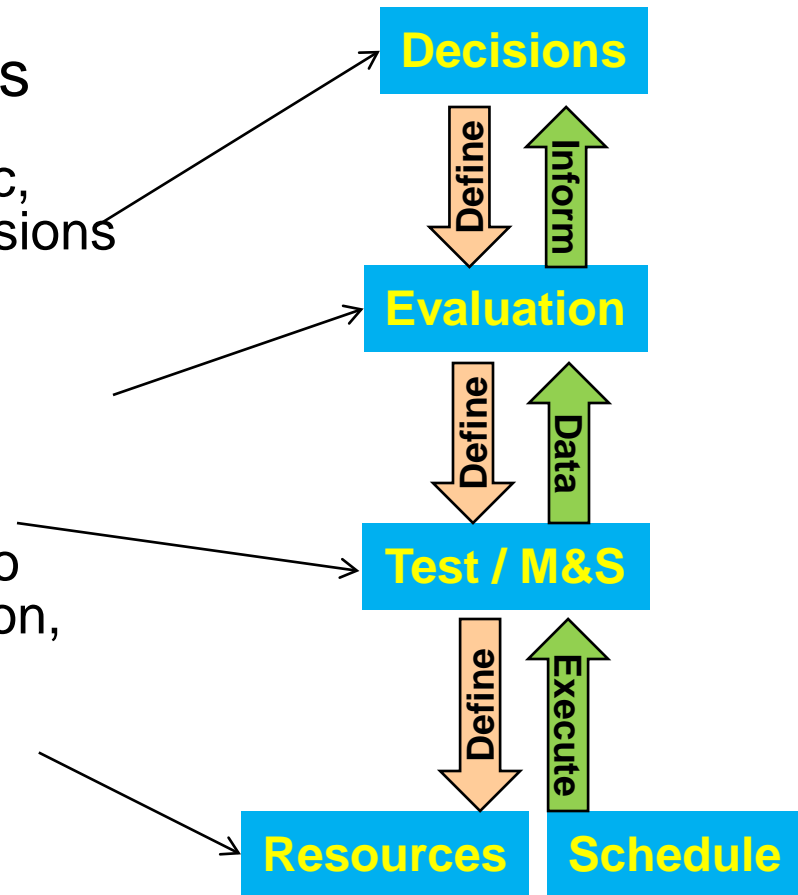 s
c,
sions
o
on,
Decisions
Define
Inform
Evaluation
Define
Data
Test / M&S
Define
Execute
Resources
Schedule